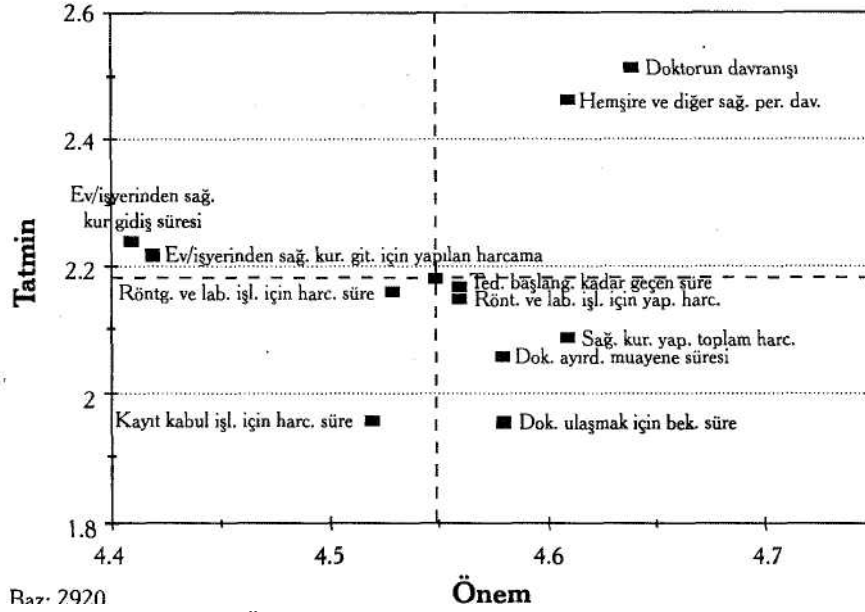 2.6
Doktorun davranışı
Hemşire ve diğer sağ. per. dav.
2.4
Ev/işyerinden sağ.
kur gidiş süresi
Ev/işyerinden sağ. kur. git. için yapılan harcama
Tatmin
2.2
Ted. başlang. kadar geçen süre
Röntg. ve lab. işl. için harc. süre
Rönt. ve lab. işl. için yap. harc.
Sağ. kur. yap. toplam harc.
Dok. ayırd. muayene süresi
2
Kayıt kabul işl. için harc. süre
Dok. ulaşmak için bek. süre
1.8
4.4 4.5 4.6 4.7
Önem
Baz: 2920